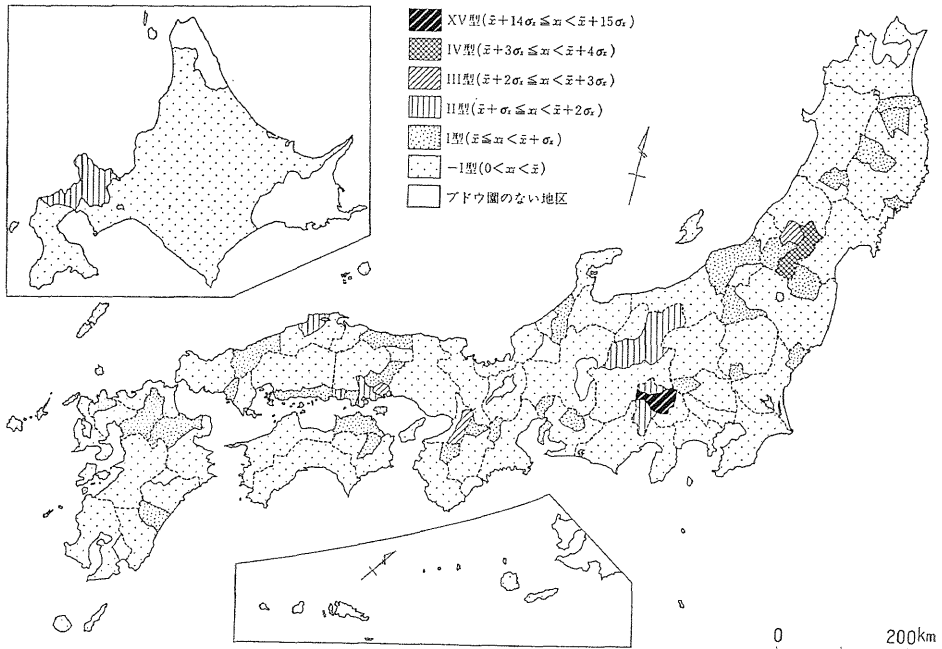 XV型(x̄+14σx≦xi<x̄+15σx)
IV型(x̄+3σx≦xi<x̄+4σx)
III型(x̄+2σx≦xi<x̄+3σx)
II型(x̄+σx≦xi<x̄+2σx)
I型(x̄≦xi<x̄+σx)
−I型(0<xi<x̄)
ブドウ園のない地区
0 200km